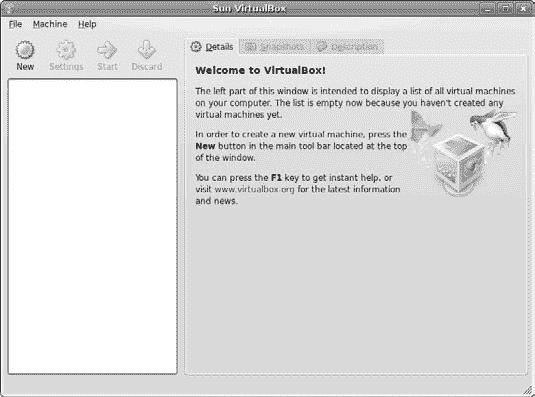 Sun VirtualBox
File Machine Help
New Settings Start Discard
Details Snapshots Description
Welcome to VirtualBox!
The left part of this window is intended to display a list of all virtual machines
on your computer. The list is empty now because you haven't created any
virtual machines yet.
In order to create a new virtual machine, press the
New button in the main tool bar located at the top
of the window.
You can press the F1 key to get instant help, or
visit www.virtualbox.org for the latest information
and news.